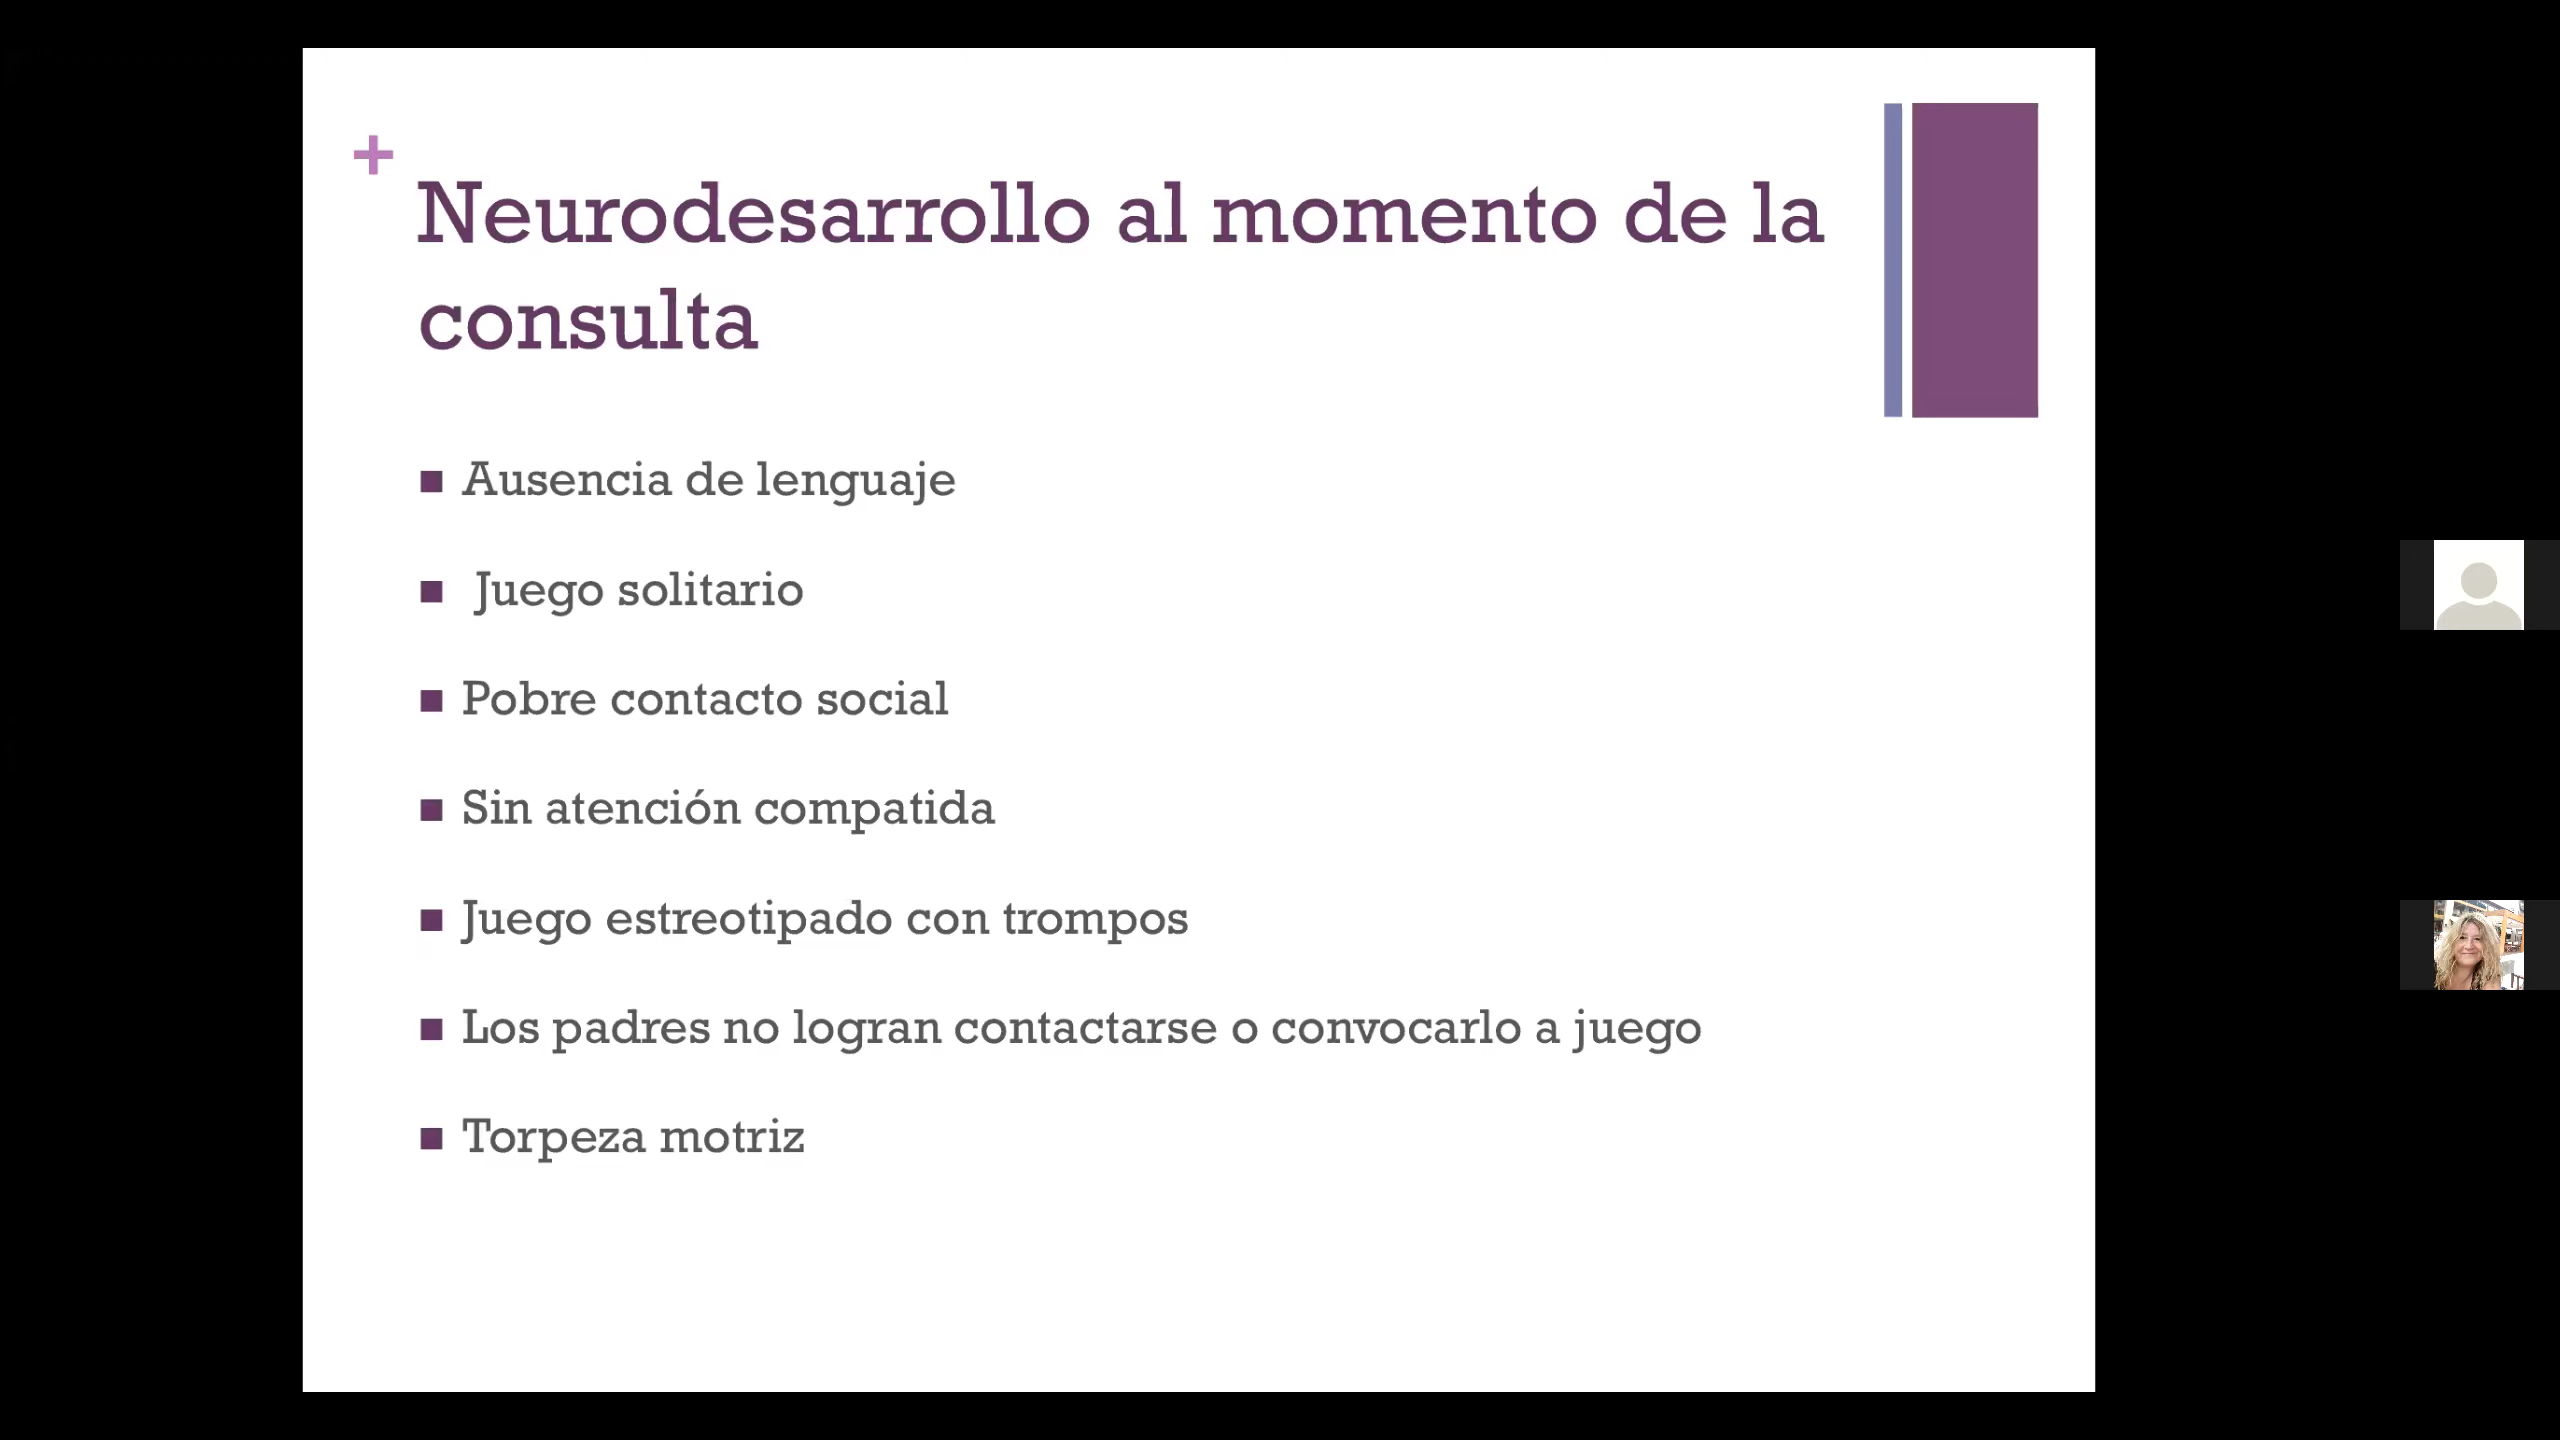 +
Neurodesarrollo al momento de la
consulta
■ Ausencia de lenguaje
■ Juego solitario
■ Pobre contacto social
■ Sin atención compatida
■ Juego estreotipado con trompos
■ Los padres no logran contactarse o convocarlo a juego
■ Torpeza motriz